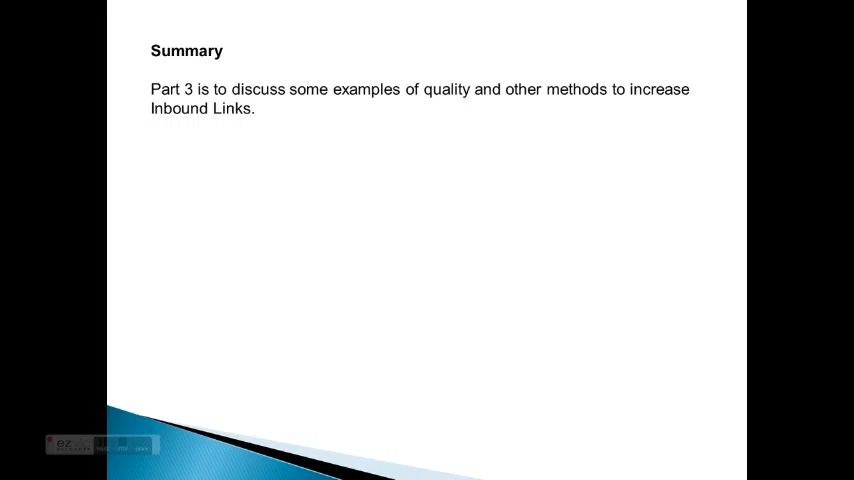 Summary
Part 3 is to discuss some examples of quality and other methods to increase
Inbound Links.